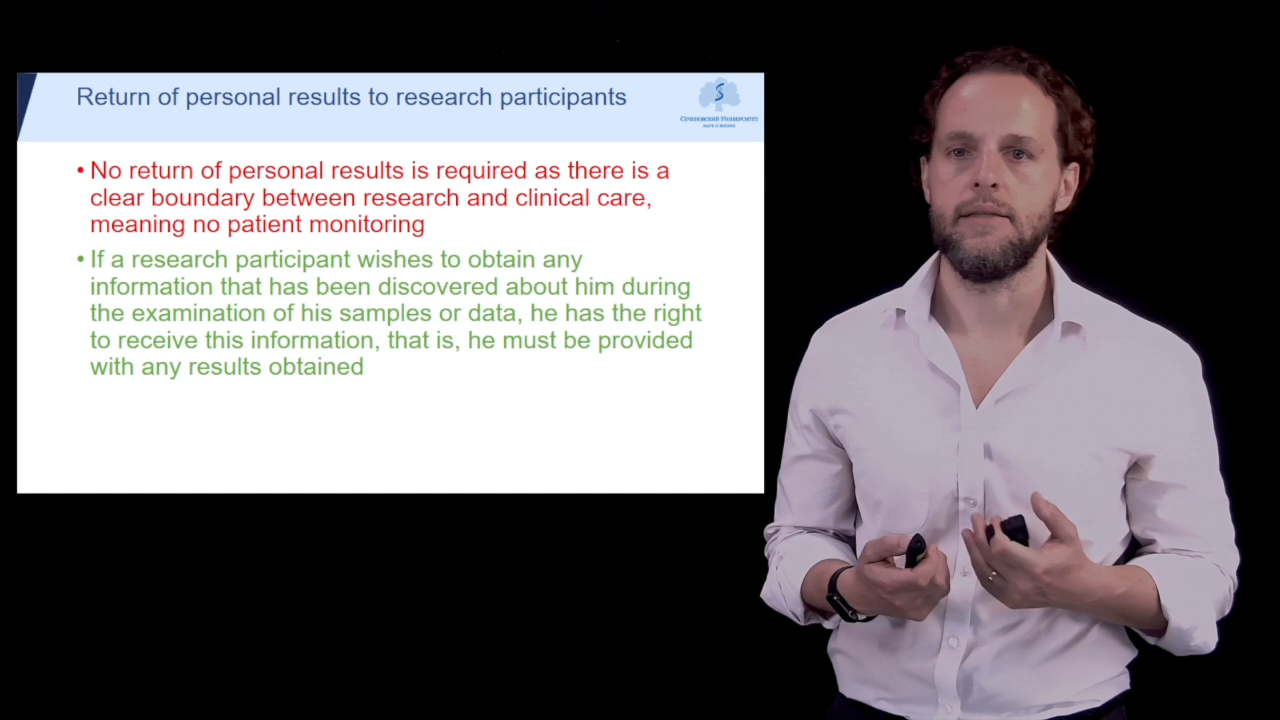 Return of personal results to research participants
СЕЧЕНОВСКИЙ УНИВЕРСИТЕТ
• No return of personal results is required as there is a
clear boundary between research and clinical care,
meaning no patient monitoring
• If a research participant wishes to obtain any
information that has been discovered about him during
the examination of his samples or data, he has the right
to receive this information, that is, he must be provided
with any results obtained